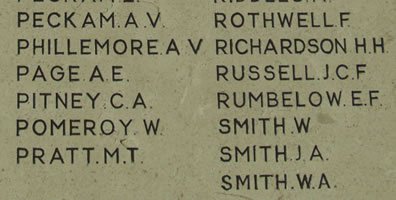 PECKAM.A.V.
PHILLEMORE.A V
PAGE.A.E.
PITNEY.C.A.
POMEROY.W.
PRATT.M.T.
ROTHWELL.F.
RICHARDSON H.H.
RUSSELL.J.C.F
RUMBELOW.E.F.
SMITH.W
SMITH.J.A.
SMITH.W.A.